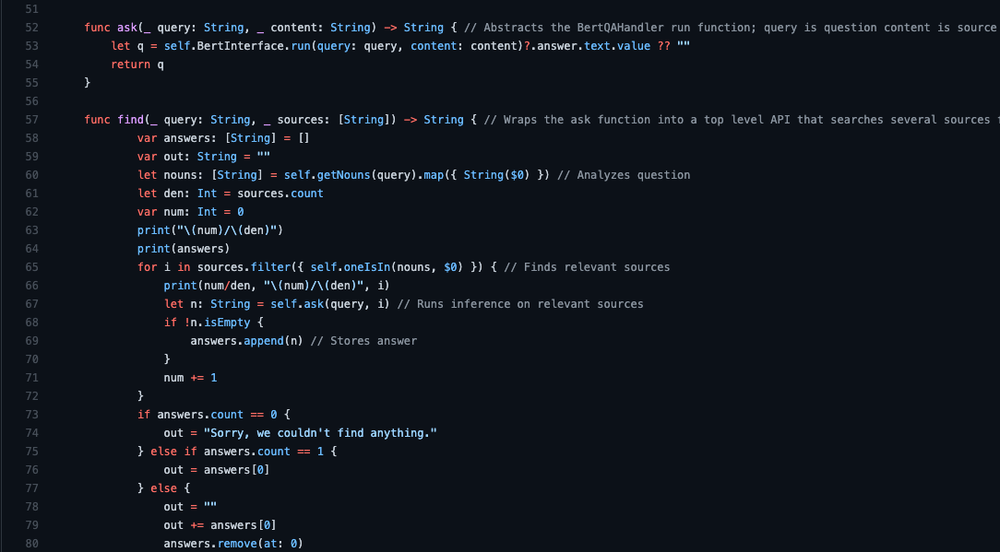 51
52 func ask(_ query: String, _ content: String) -> String { // Abstracts the BertQAHandler run function; query is question content is source
53 let q = self.BertInterface.run(query: query, content: content)?.answer.text.value ?? ""
54 return q
55 }
56
57 func find(_ query: String, _ sources: [String]) -> String { // Wraps the ask function into a top level API that searches several sources
58 var answers: [String] = []
59 var out: String = ""
60 let nouns: [String] = self.getNouns(query).map({ String($0) }) // Analyzes question
61 let den: Int = sources.count
62 var num: Int = 0
63 print("\(num)/\(den)")
64 print(answers)
65 for i in sources.filter({ self.oneIsIn(nouns, $0) }) { // Finds relevant sources
66 print(num/den, "\(num)/\(den)", i)
67 let n: String = self.ask(query, i) // Runs inference on relevant sources
68 if !n.isEmpty {
69 answers.append(n) // Stores answer
70 }
71 num += 1
72 }
73 if answers.count == 0 {
74 out = "Sorry, we couldn't find anything."
75 } else if answers.count == 1 {
76 out = answers[0]
77 } else {
78 out = ""
79 out += answers[0]
80 answers.remove(at: 0)